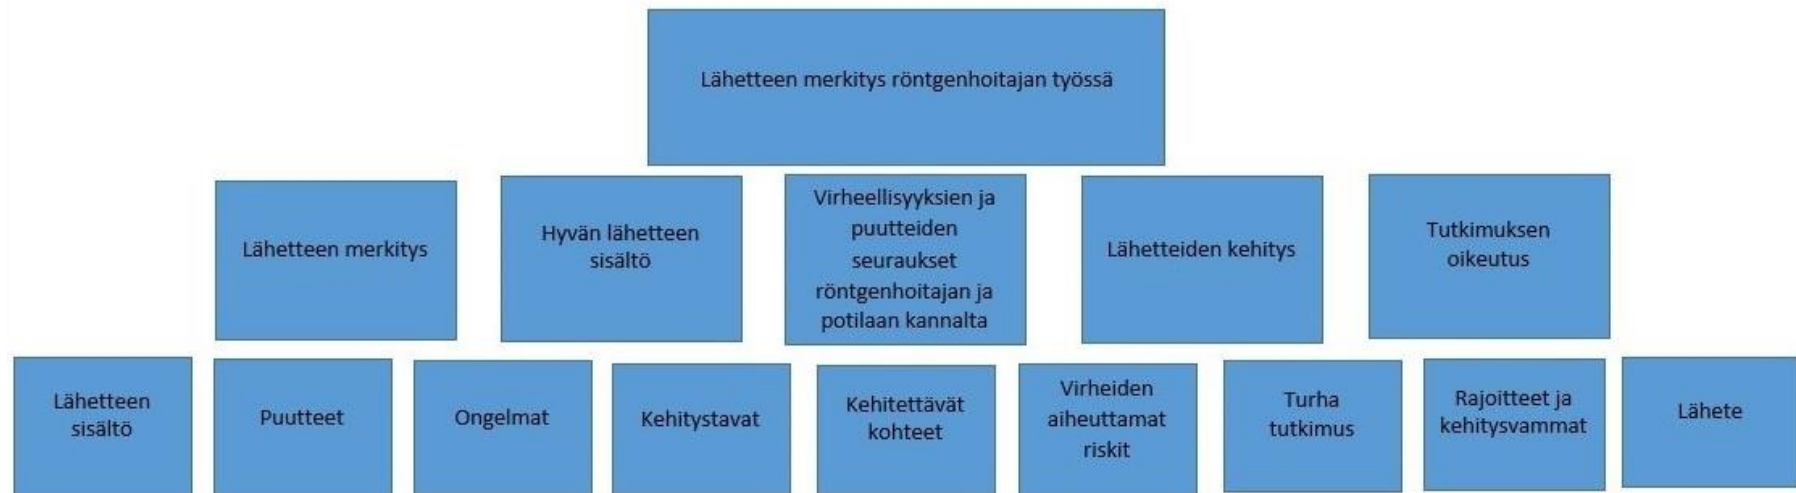 Lähetteen merkitys röntgenhoitajan työssä
Lähetteen merkitys
Hyvän lähetteen
sisältö
Virheellisyyksien ja
puutteiden
seuraukset
röntgenhoitajan ja
potilaan kannalta
Lähetteiden kehitys
Tutkimuksen
oikeutus
Lähetteen
sisältö
Puutteet
Ongelmat
Kehitystavat
Kehitettävät
kohteet
Virheiden
aiheuttamat
riskit
Turha
tutkimus
Rajoitteet ja
kehitysvammat
Lähete